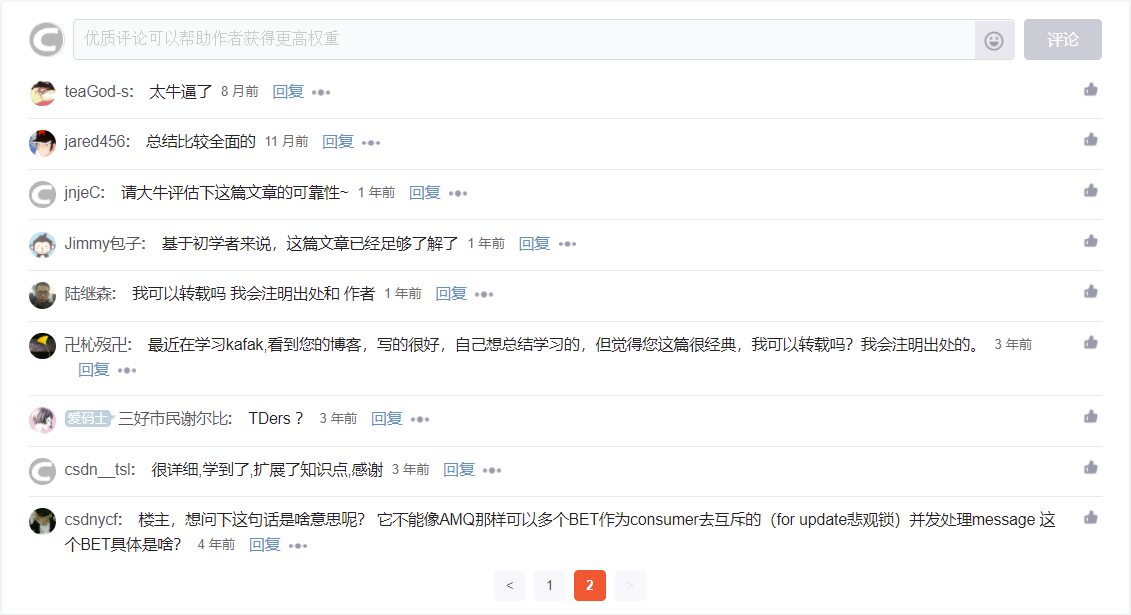 优质评论可以帮助作者获得更高权重
评论
teaGod-s: 太牛逼了 8 月前 回复
jared456: 总结比较全面的 11 月前 回复
jnjeC: 请大牛评估下这篇文章的可靠性~ 1 年前 回复
Jimmy包子: 基于初学者来说，这篇文章已经足够了解了 1 年前 回复
陆继森: 我可以转载吗 我会注明出处和 作者 1 年前 回复
卍杺歿卍: 最近在学习kafak,看到您的博客，写的很好，自己想总结学习的，但觉得您这篇很经典，我可以转载吗？我会注明出处的。 3 年前
回复
爱码士 三好市民谢尔比: TDers ? 3 年前 回复
csdn__tsl: 很详细,学到了,扩展了知识点,感谢 3 年前 回复
csdnycf: 楼主，想问下这句话是啥意思呢？ 它不能像AMQ那样可以多个BET作为consumer去互斥的（for update悲观锁）并发处理message 这
个BET具体是啥？ 4 年前 回复
< 1 2 >